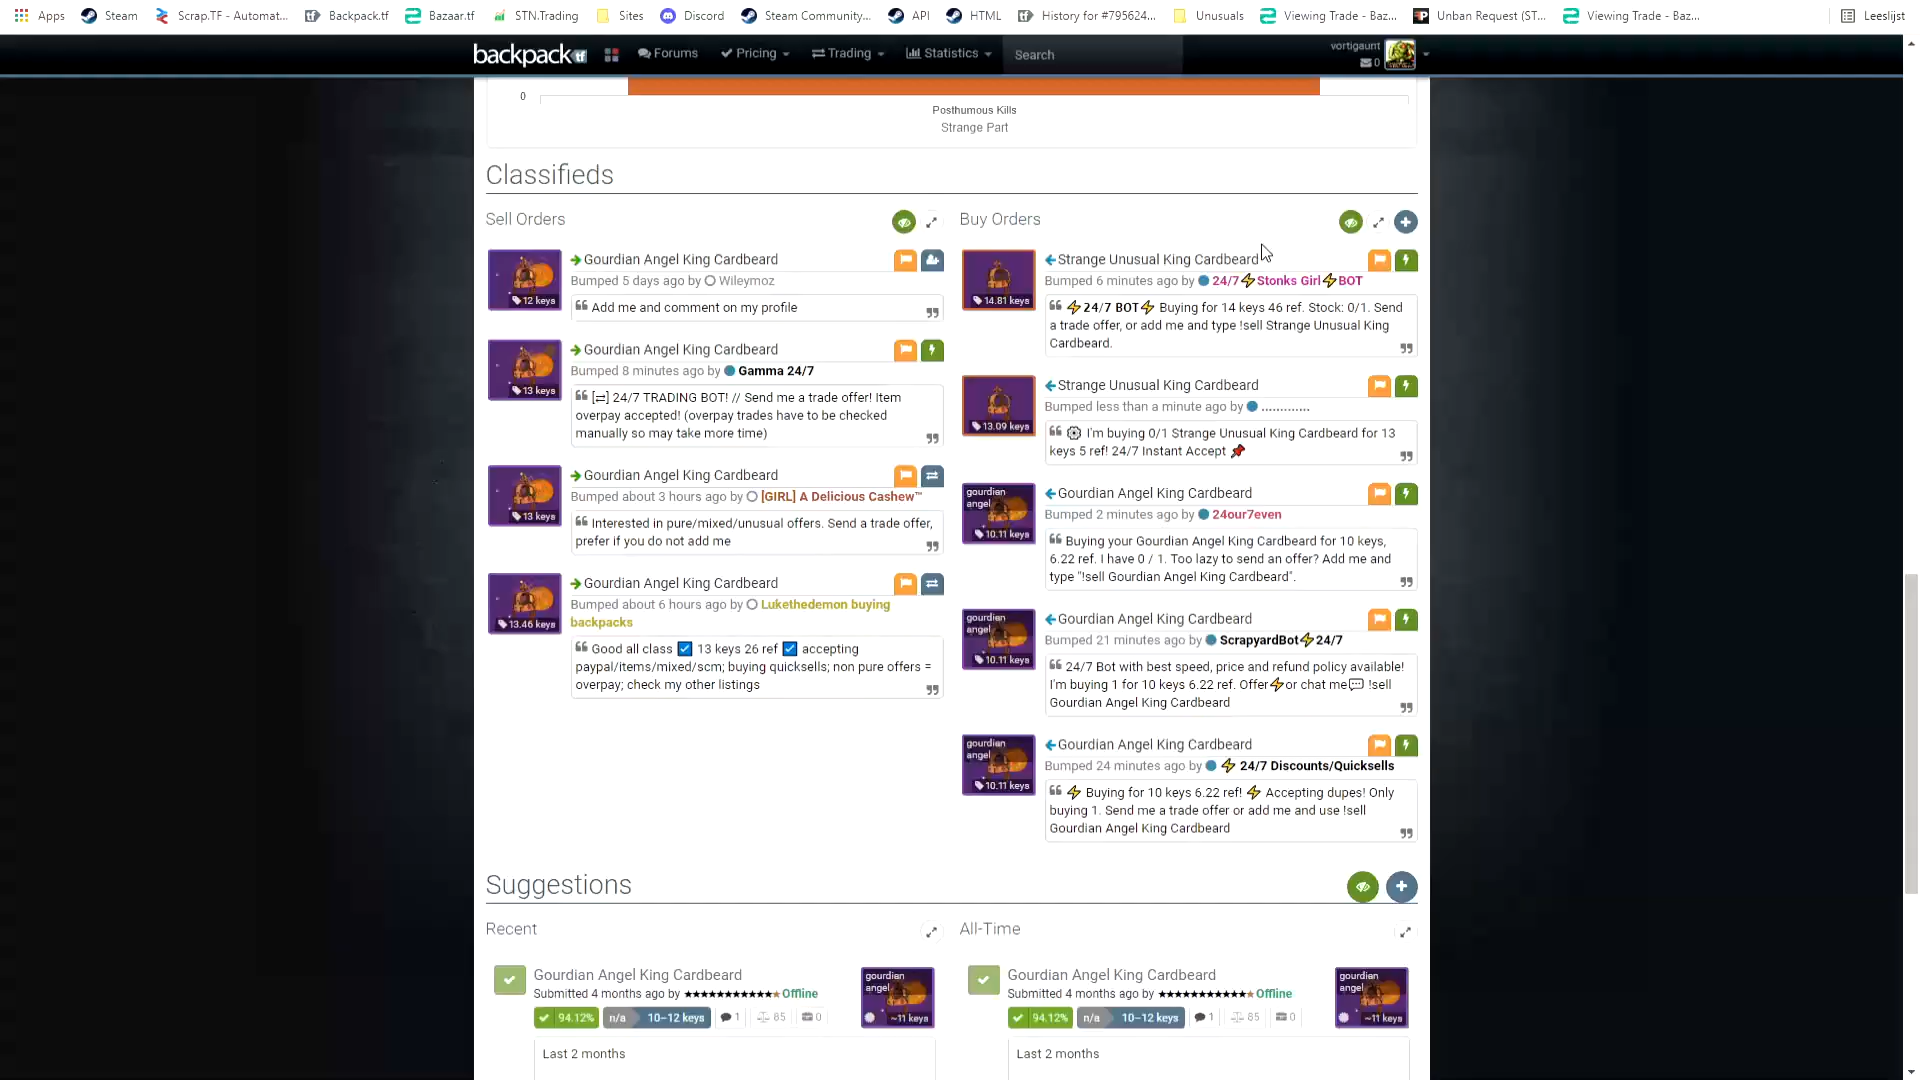 Apps Steam Scrap.TF - Automat... Backpack.tf Bazaar.tf STN.Trading Sites Discord Steam Community... API HTML History for #795624... Unusuals Viewing Trade - Baz... Unban Request (ST... Viewing Trade - Baz... Leeslijst
backpack tf Forums Pricing Trading Statistics Search vortigaunt
0
0
Posthumous Kills
Strange Part
Classifieds
Sell Orders
Gourdian Angel King Cardbeard
Bumped 5 days ago by Wileymoz
12 keys
Add me and comment on my profile
Gourdian Angel King Cardbeard
Bumped 8 minutes ago by Gamma 24/7
13 keys
[⇄] 24/7 TRADING BOT! // Send me a trade offer! Item
overpay accepted! (overpay trades have to be checked
manually so may take more time)
Gourdian Angel King Cardbeard
Bumped about 3 hours ago by [GIRL] A Delicious Cashew™
13 keys
Interested in pure/mixed/unusual offers. Send a trade offer,
prefer if you do not add me
Gourdian Angel King Cardbeard
Bumped about 6 hours ago by Lukethedemon buying
backpacks
13.46 keys
Good all class ☑ 13 keys 26 ref ☑ accepting
paypal/items/mixed/scm; buying quicksells; non pure offers =
overpay; check my other listings
Buy Orders
Strange Unusual King Cardbeard
Bumped 6 minutes ago by 24/7⚡Stonks Girl⚡BOT
14.81 keys
⚡24/7 BOT⚡ Buying for 14 keys 46 ref. Stock: 0/1. Send
a trade offer, or add me and type !sell Strange Unusual King
Cardbeard.
Strange Unusual King Cardbeard
Bumped less than a minute ago by .............
13.09 keys
I'm buying 0/1 Strange Unusual King Cardbeard for 13
keys 5 ref! 24/7 Instant Accept 📌
gourdian
angel
10.11 keys
Gourdian Angel King Cardbeard
Bumped 2 minutes ago by 24our7even
Buying your Gourdian Angel King Cardbeard for 10 keys,
6.22 ref. I have 0 / 1. Too lazy to send an offer? Add me and
type "!sell Gourdian Angel King Cardbeard".
gourdian
angel
10.11 keys
Gourdian Angel King Cardbeard
Bumped 21 minutes ago by ScrapyardBot⚡24/7
24/7 Bot with best speed, price and refund policy available!
I'm buying 1 for 10 keys 6.22 ref. Offer⚡or chat me💬 !sell
Gourdian Angel King Cardbeard
gourdian
angel
10.11 keys
Gourdian Angel King Cardbeard
Bumped 24 minutes ago by ⚡ 24/7 Discounts/Quicksells
⚡ Buying for 10 keys 6.22 ref! ⚡ Accepting dupes! Only
buying 1. Send me a trade offer or add me and use !sell
Gourdian Angel King Cardbeard
Suggestions
Recent
Gourdian Angel King Cardbeard
Submitted 4 months ago by ★★★★★★★★★★★★ Offline
94.12% n/a 10–12 keys 1 85 0
gourdian
angel
~11 keys
Last 2 months
All-Time
Gourdian Angel King Cardbeard
Submitted 4 months ago by ★★★★★★★★★★★★ Offline
94.12% n/a 10–12 keys 1 85 0
gourdian
angel
~11 keys
Last 2 months